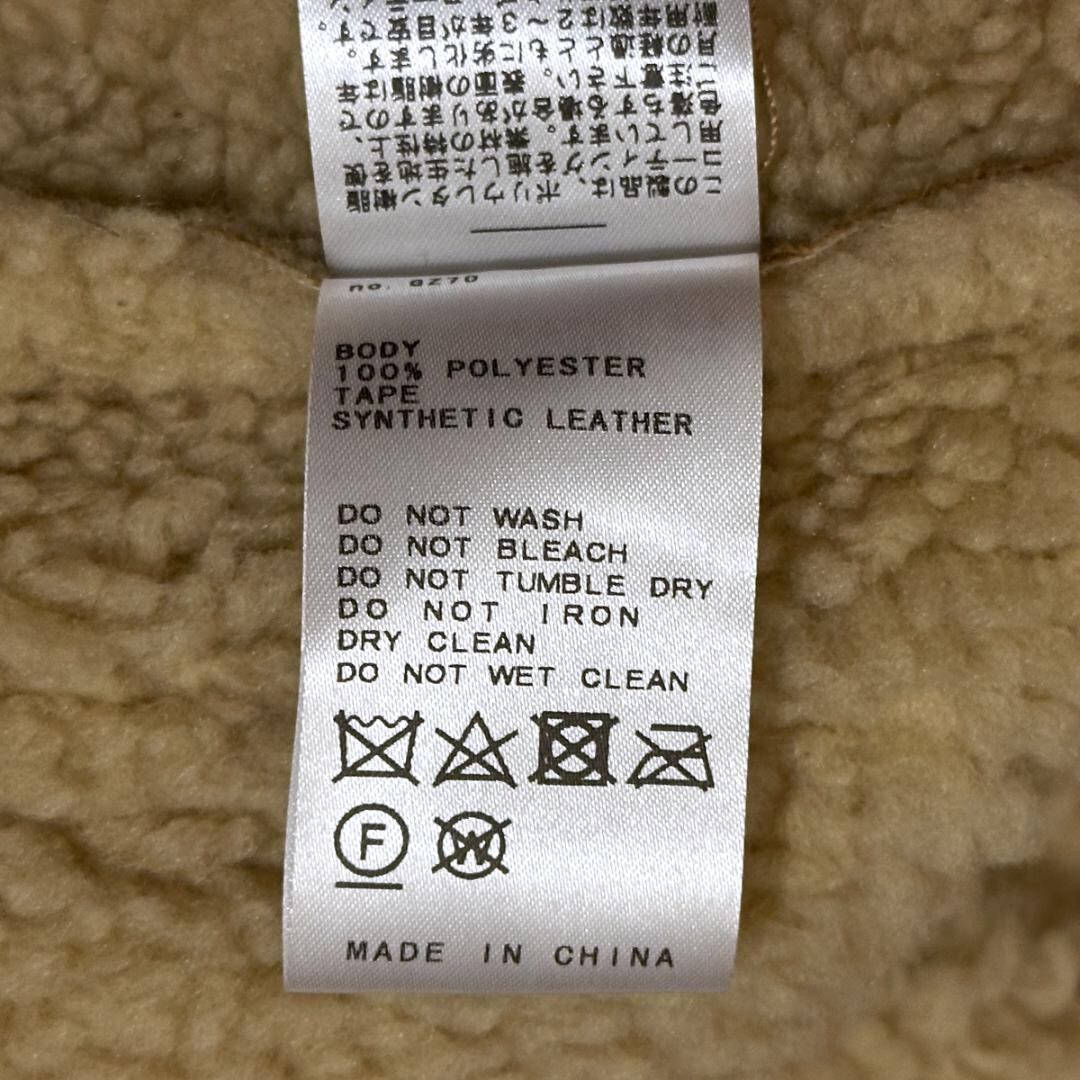 この製品は、ポリウレタン樹脂
コーティングを施した生地を使
用しています。素材の特性上、
色落ちする場合がありますので
ご注意下さい。表面の樹脂は年
月の経過とともに劣化します。
耐用年数は2～3年が目安です。
no.
BODY
100% POLYESTER
TAPE
SYNTHETIC LEATHER
DO NOT WASH
DO NOT BLEACH
DO NOT TUMBLE DRY
DO NOT IRON
DRY CLEAN
DO NOT WET CLEAN
F W
MADE IN CHINA